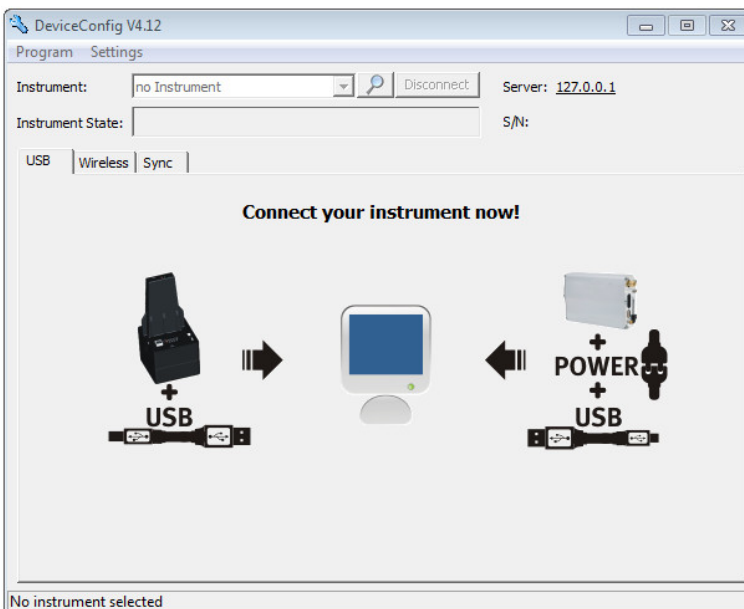 DeviceConfig V4.12
Program Settings
Instrument: no Instrument Disconnect Server: 127.0.0.1
Instrument State: S/N:
USB Wireless Sync
Connect your instrument now!
+
POWER
+
+
USB
USB
No instrument selected